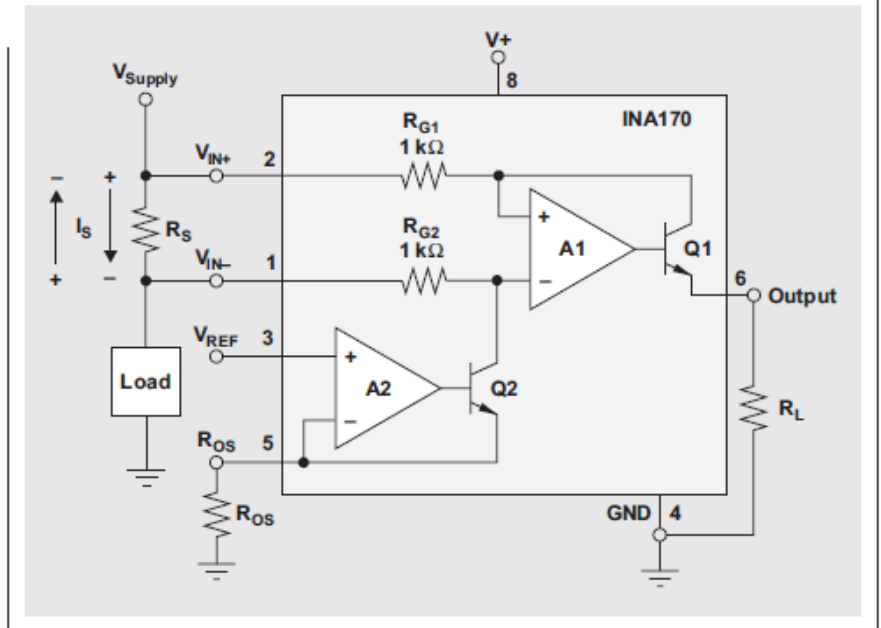 V+
8
VSupply
INA170
RG1
1 kΩ
VIN+
2
–
+
+
A1
Q1
IS
RS
RG2
1 kΩ
VIN–
1
–
+
–
6
Output
VREF
3
+
Load
A2
Q2
RL
–
ROS
5
ROS
GND
4